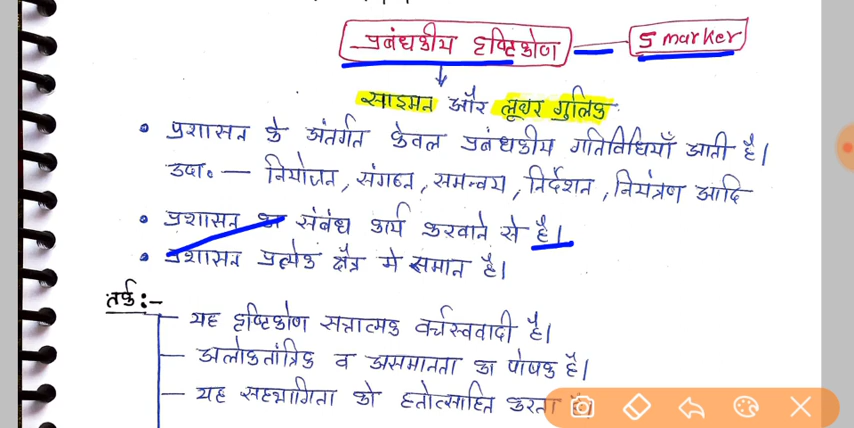 प्रबंधकीय दृष्टिकोण — 5 marker
साइमन और लूथर गुलिक
• प्रशासन के अंतर्गत केवल प्रबंधकीय गतिविधियाँ आती है।
उदा. — नियोजन, संगठन, समन्वय, निर्देशन, नियंत्रण आदि
• प्रशासन का संबंध कार्य करवाने से है।
• प्रशासन प्रत्येक क्षेत्र मे समान है।
तर्क :-
— यह दृष्टिकोण सत्तात्मक वर्चस्ववादी है।
— अलोकतांत्रिक व असमानता का पोषक है।
— यह सहभागिता को हतोत्साहित करता है।